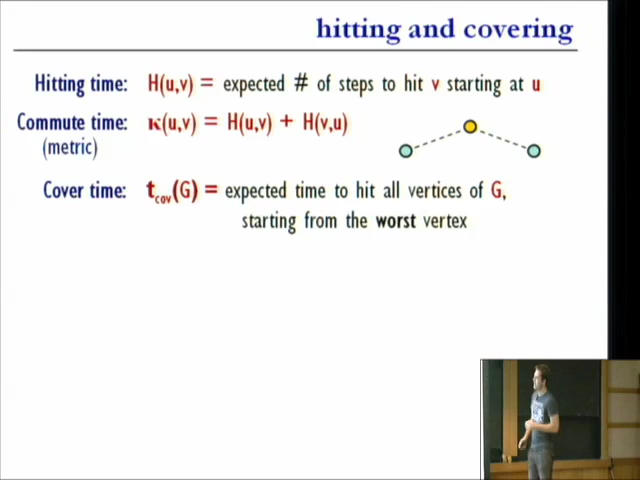 hitting and covering
Hitting time: H(u,v) = expected # of steps to hit v starting at u
Commute time: κ(u,v) = H(u,v) + H(v,u)
(metric)
Cover time: t_cov(G) = expected time to hit all vertices of G,
starting from the worst vertex